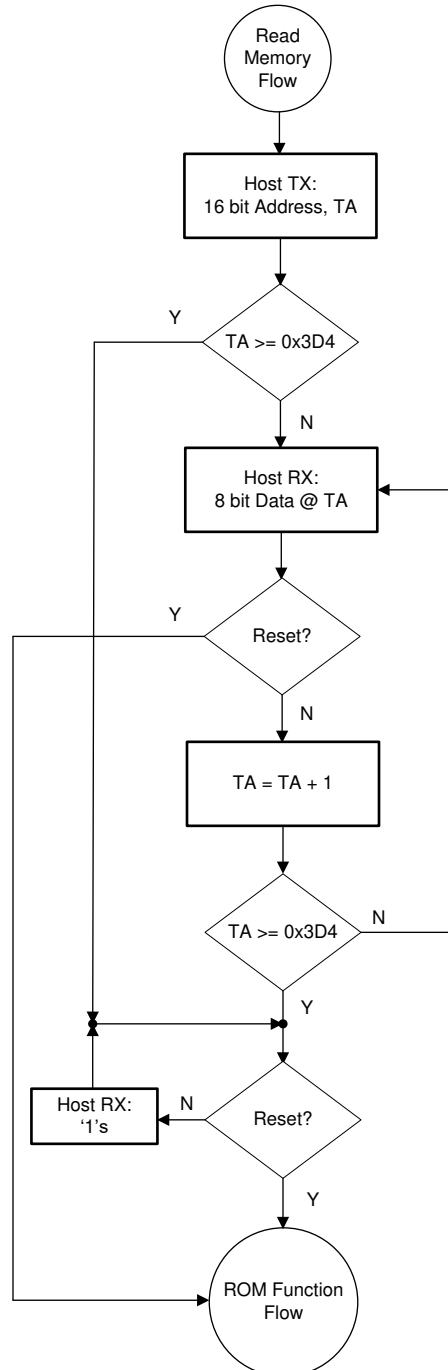 Read
Memory
Flow
Host TX:
16 bit Address, TA
Y
TA >= 0x3D4
N
Host RX:
8 bit Data @ TA
Y
Reset?
N
TA = TA + 1
TA >= 0x3D4
N
Y
Host RX:
‘1’s
N
Reset?
Y
ROM Function
Flow